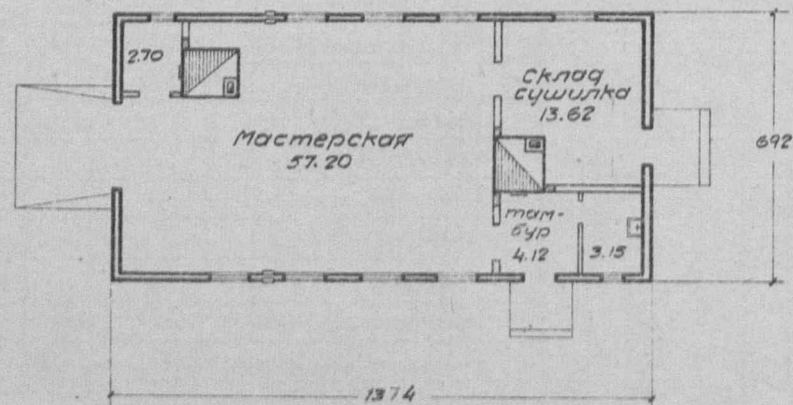 2.70
Склад
сушилка
13.62
Мастерская
57.20
692
там-
бур
4.12
3.15
1374